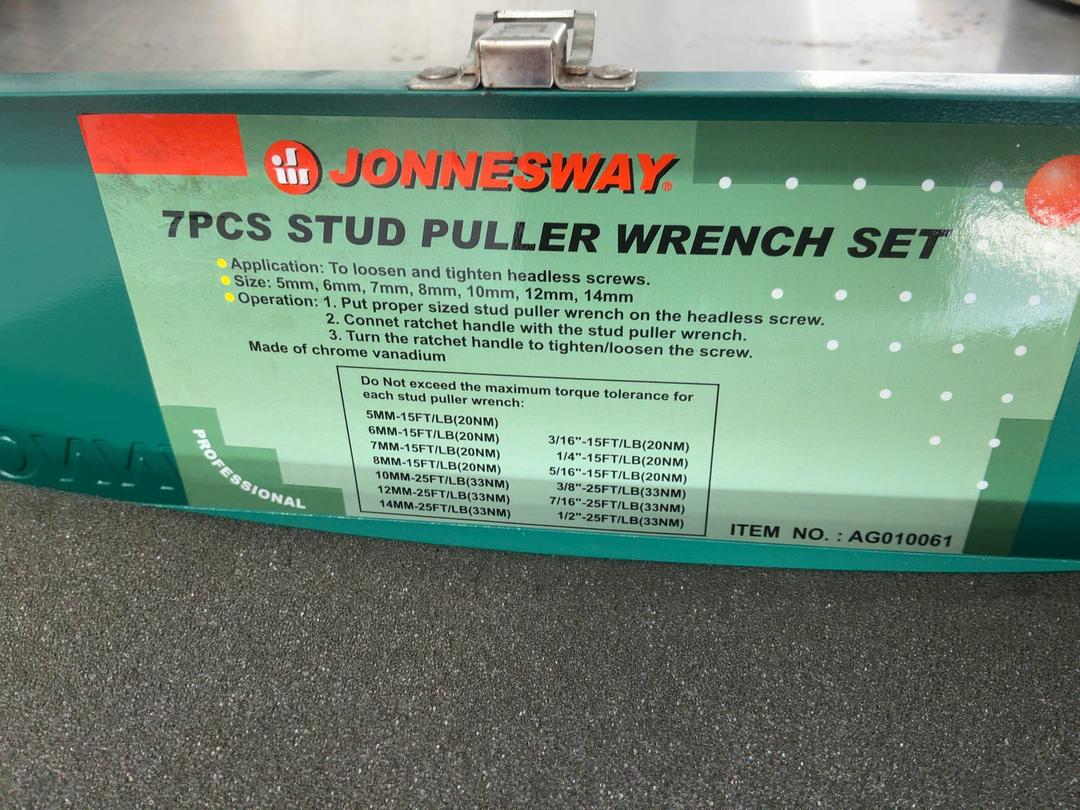 JONNESWAY®
7PCS STUD PULLER WRENCH SET
Application: To loosen and tighten headless screws.
Size: 5mm, 6mm, 7mm, 8mm, 10mm, 12mm, 14mm
Operation: 1. Put proper sized stud puller wrench on the headless screw.
2. Connet ratchet handle with the stud puller wrench.
3. Turn the ratchet handle to tighten/loosen the screw.
Made of chrome vanadium
Do Not exceed the maximum torque tolerance for
each stud puller wrench:
5MM-15FT/LB(20NM)
6MM-15FT/LB(20NM)
7MM-15FT/LB(20NM)
8MM-15FT/LB(20NM)
10MM-25FT/LB(33NM)
12MM-25FT/LB(33NM)
14MM-25FT/LB(33NM)
3/16"-15FT/LB(20NM)
1/4"-15FT/LB(20NM)
5/16"-15FT/LB(20NM)
3/8"-25FT/LB(33NM)
7/16"-25FT/LB(33NM)
1/2"-25FT/LB(33NM)
PROFESSIONAL
ITEM NO. : AG010061